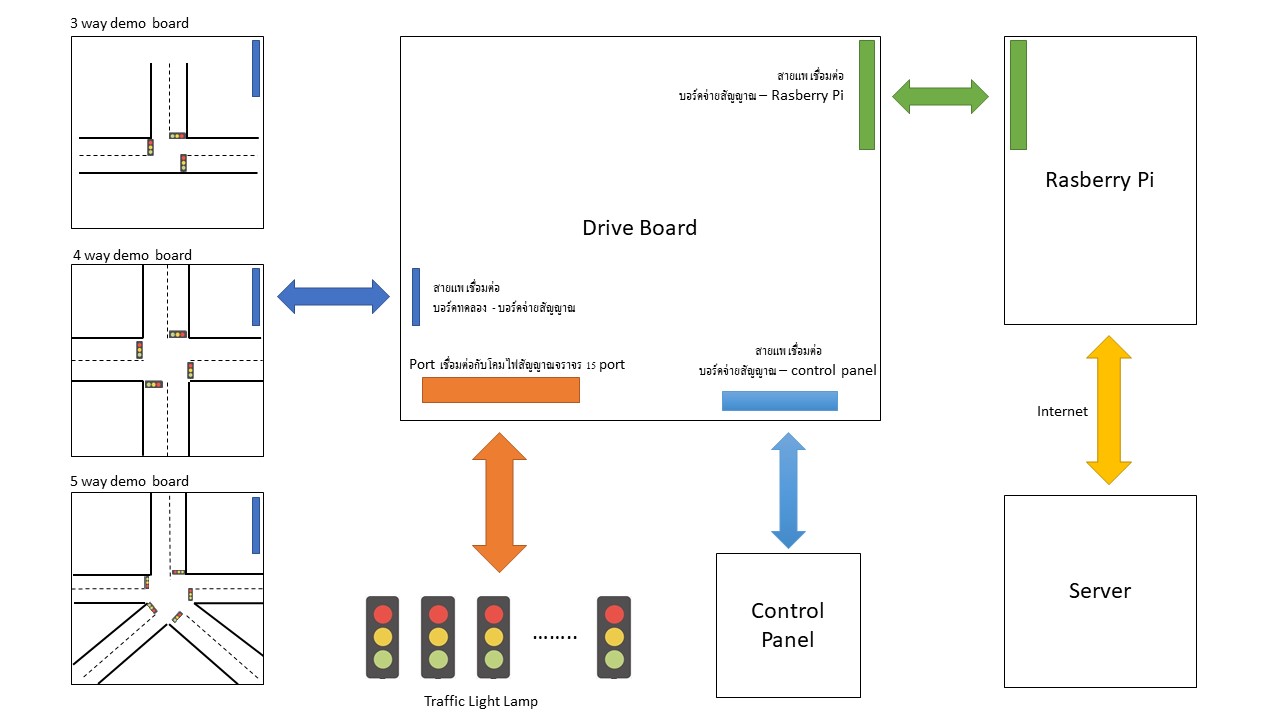 3 way demo board
สายแพ เชื่อมต่อ
บอร์ดจ่ายสัญญาณ – Rasberry Pi
Rasberry Pi
Drive Board
4 way demo board
สายแพ เชื่อมต่อ
บอร์ดทดลอง - บอร์ดจ่ายสัญญาณ
Port เชื่อมต่อกับโคมไฟสัญญาณจราจร 15 port
สายแพ เชื่อมต่อ
บอร์ดจ่ายสัญญาณ – control panel
Internet
5 way demo board
Control
Panel
Server
........
Traffic Light Lamp